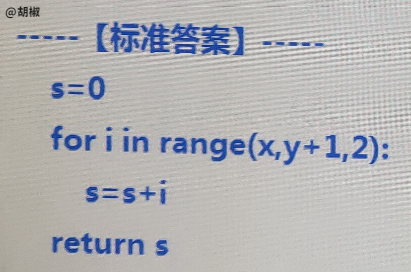 @胡椒
-----【标准答案】-----
s=0
for i in range(x,y+1,2):
s=s+i
return s